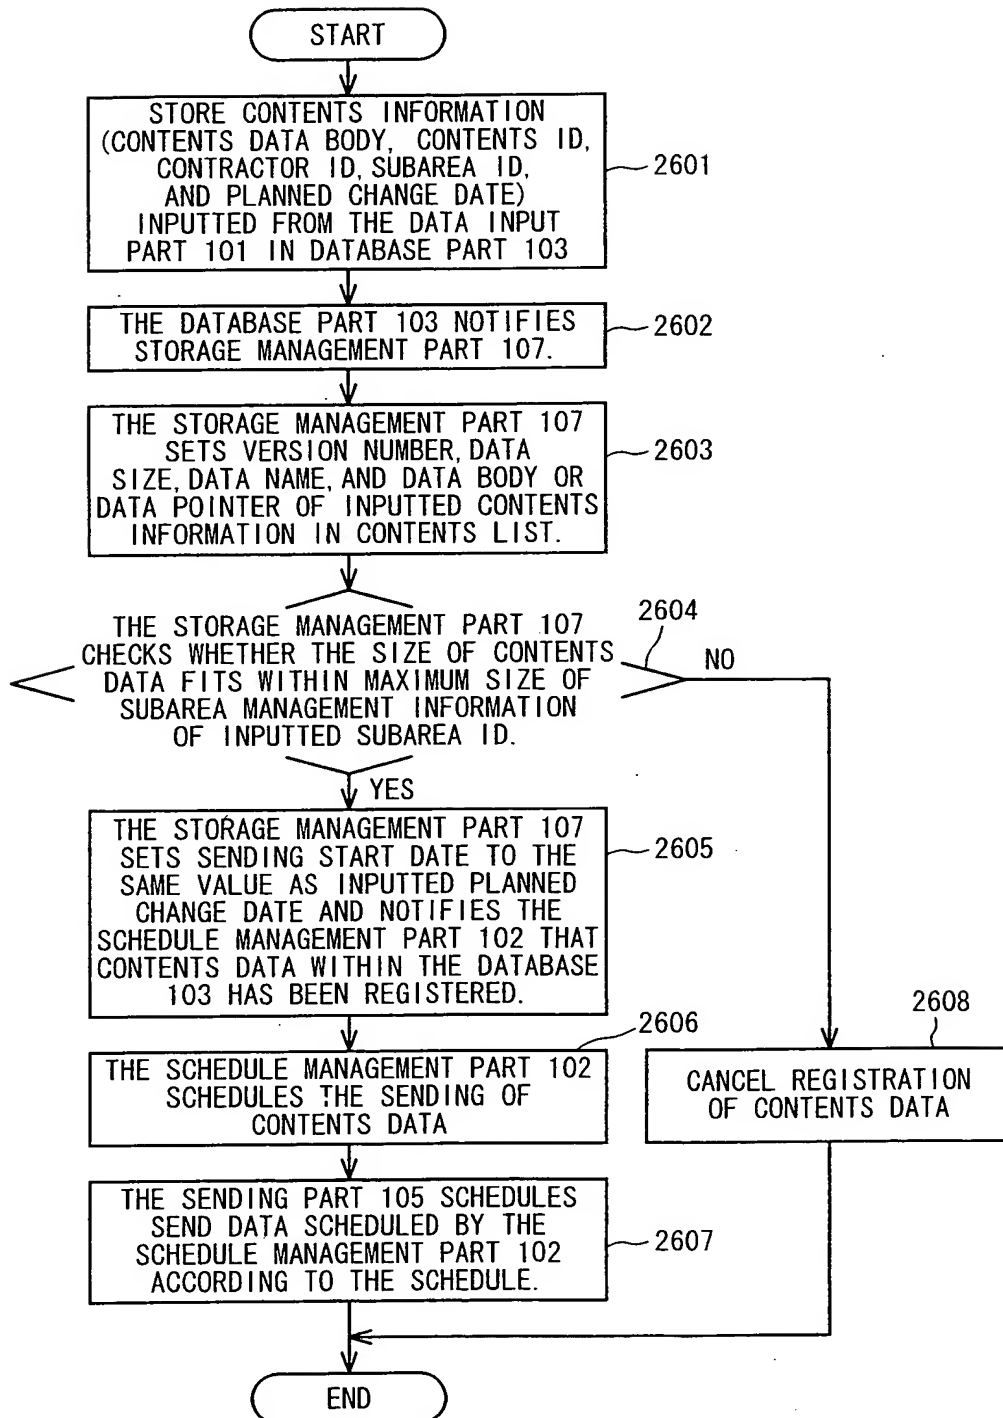 START
STORE CONTENTS INFORMATION
(CONTENTS DATA BODY, CONTENTS ID,
CONTRACTOR ID, SUBAREA ID,
AND PLANNED CHANGE DATE)
INPUTTED FROM THE DATA INPUT
PART 101 IN DATABASE PART 103
2601
THE DATABASE PART 103 NOTIFIES
STORAGE MANAGEMENT PART 107.
2602
THE STORAGE MANAGEMENT PART 107
SETS VERSION NUMBER, DATA
SIZE, DATA NAME, AND DATA BODY OR
DATA POINTER OF INPUTTED CONTENTS
INFORMATION IN CONTENTS LIST.
2603
THE STORAGE MANAGEMENT PART 107
CHECKS WHETHER THE SIZE OF CONTENTS
DATA FITS WITHIN MAXIMUM SIZE OF
SUBAREA MANAGEMENT INFORMATION
OF INPUTTED SUBAREA ID.
2604
NO
YES
THE STORAGE MANAGEMENT PART 107
SETS SENDING START DATE TO THE
SAME VALUE AS INPUTTED PLANNED
CHANGE DATE AND NOTIFIES THE
SCHEDULE MANAGEMENT PART 102 THAT
CONTENTS DATA WITHIN THE DATABASE
103 HAS BEEN REGISTERED.
2605
THE SCHEDULE MANAGEMENT PART 102
SCHEDULES THE SENDING OF
CONTENTS DATA
2606
CANCEL REGISTRATION
OF CONTENTS DATA
2608
THE SENDING PART 105 SCHEDULES
SEND DATA SCHEDULED BY THE
SCHEDULE MANAGEMENT PART 102
ACCORDING TO THE SCHEDULE.
2607
END